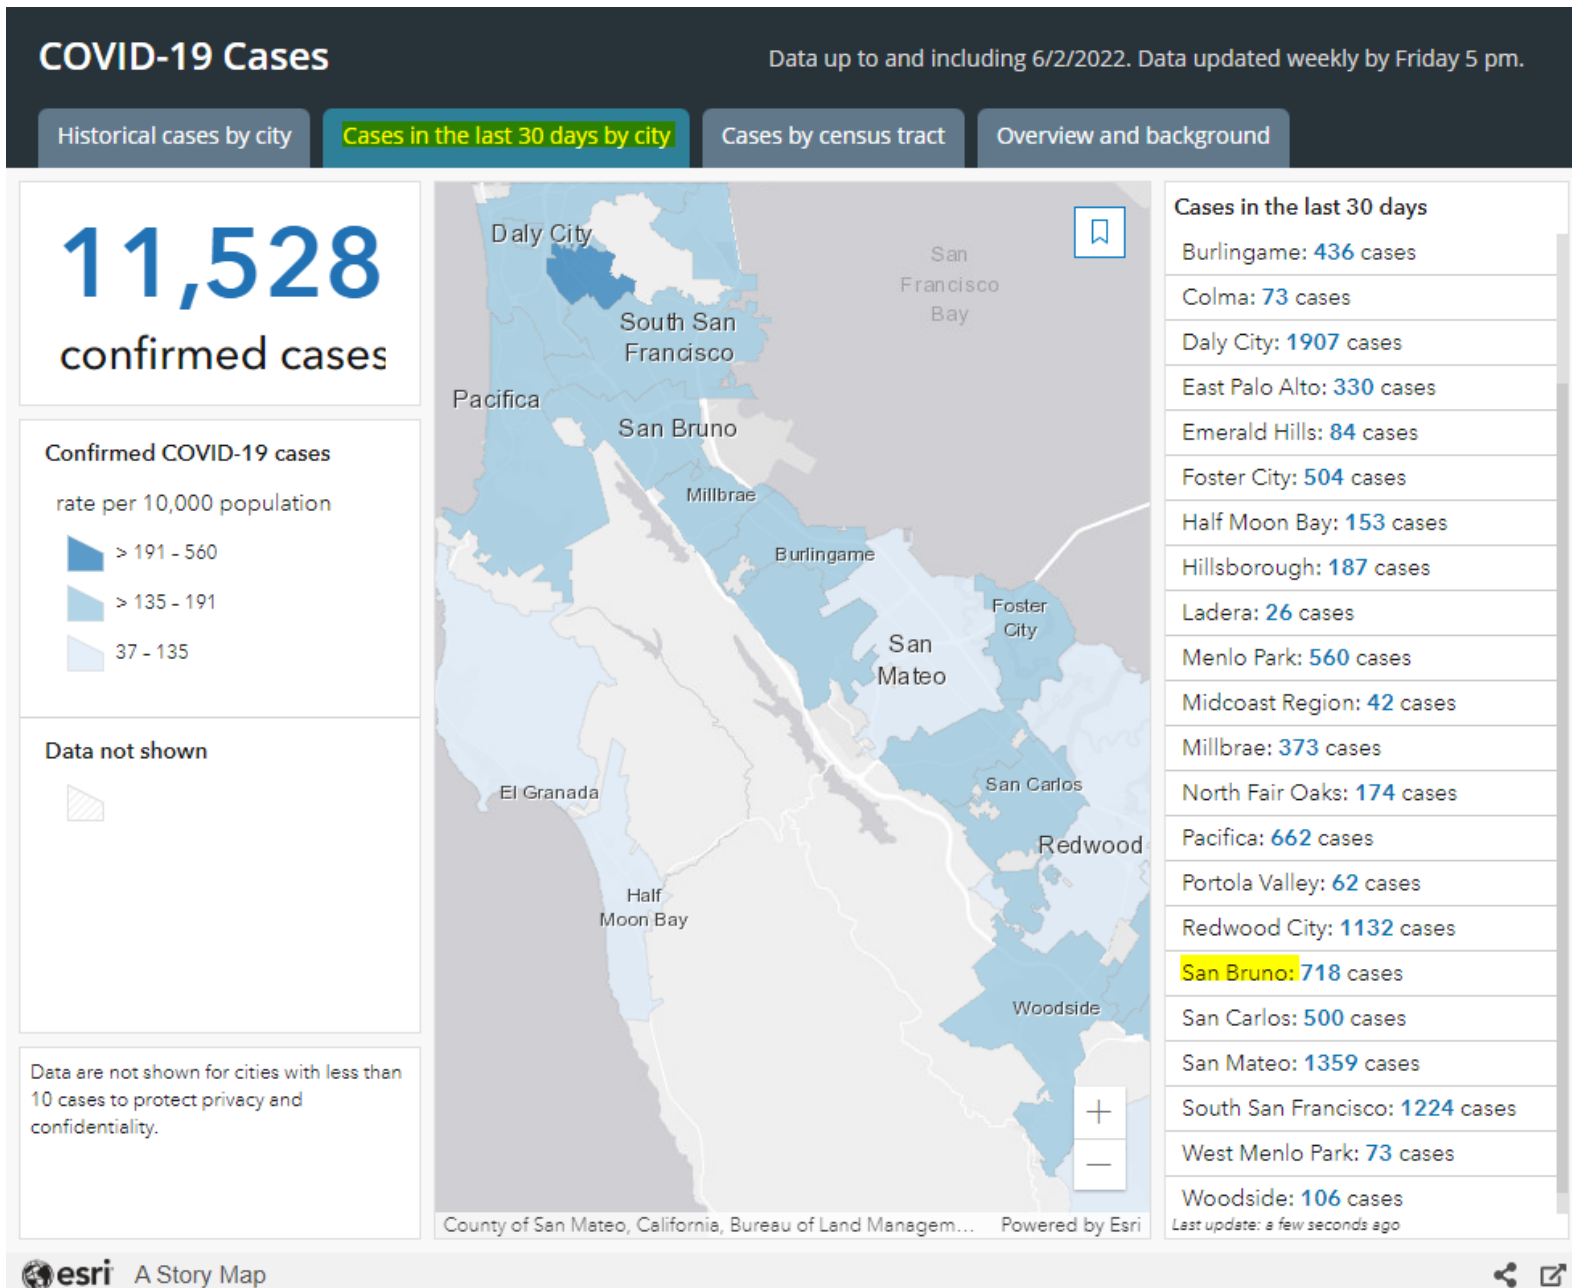 COVID-19 Cases
Data up to and including 6/2/2022. Data updated weekly by Friday 5 pm.
Historical cases by city
Cases in the last 30 days by city
Cases by census tract
Overview and background
11,528
confirmed cases
Confirmed COVID-19 cases
rate per 10,000 population
> 191 - 560
> 135 - 191
37 - 135
Data not shown
Data are not shown for cities with less than
10 cases to protect privacy and
confidentiality.
Daly City
San
Francisco
Bay
South San
Francisco
Pacifica
San Bruno
Millbrae
Burlingame
Foster
City
San
Mateo
El Granada
San Carlos
Redwood
Half
Moon Bay
Woodside
+
−
County of San Mateo, California, Bureau of Land Managem...
Powered by Esri
Cases in the last 30 days
Burlingame: 436 cases
Colma: 73 cases
Daly City: 1907 cases
East Palo Alto: 330 cases
Emerald Hills: 84 cases
Foster City: 504 cases
Half Moon Bay: 153 cases
Hillsborough: 187 cases
Ladera: 26 cases
Menlo Park: 560 cases
Midcoast Region: 42 cases
Millbrae: 373 cases
North Fair Oaks: 174 cases
Pacifica: 662 cases
Portola Valley: 62 cases
Redwood City: 1132 cases
San Bruno: 718 cases
San Carlos: 500 cases
San Mateo: 1359 cases
South San Francisco: 1224 cases
West Menlo Park: 73 cases
Woodside: 106 cases
Last update: a few seconds ago
esri
A Story Map